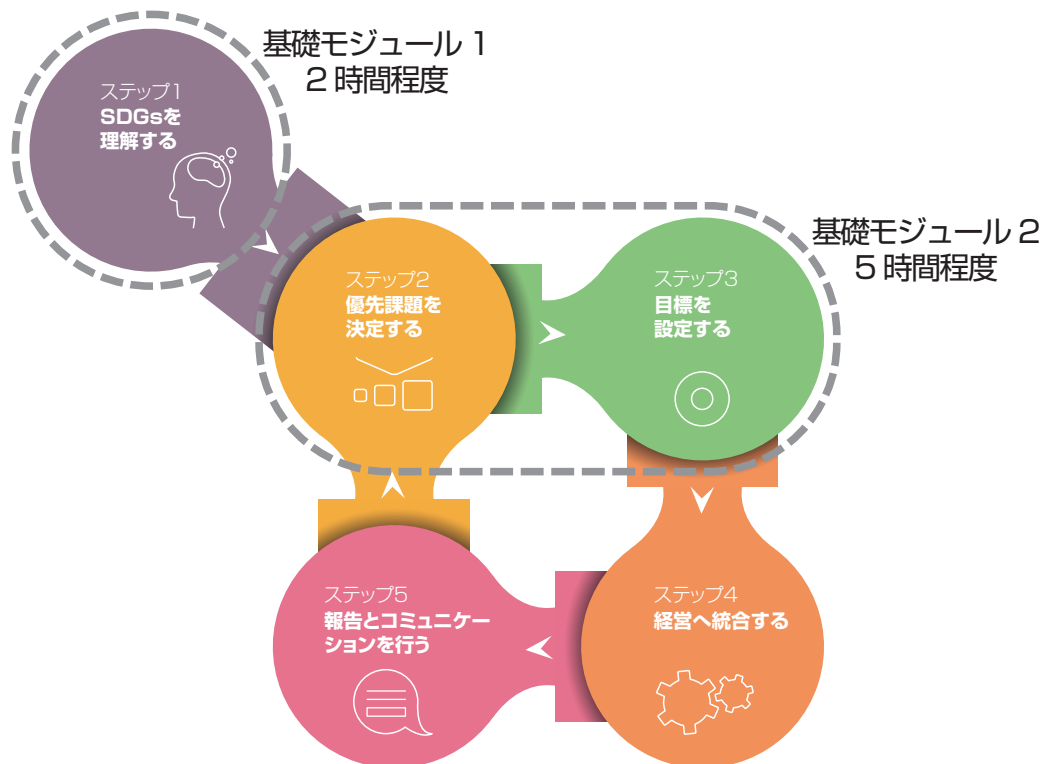 基礎モジュール 1
2 時間程度
ステップ1
SDGsを
理解する
基礎モジュール 2
5 時間程度
ステップ2
優先課題を
決定する
ステップ3
目標を
設定する
ステップ4
経営へ統合する
ステップ5
報告とコミュニケー
ションを行う